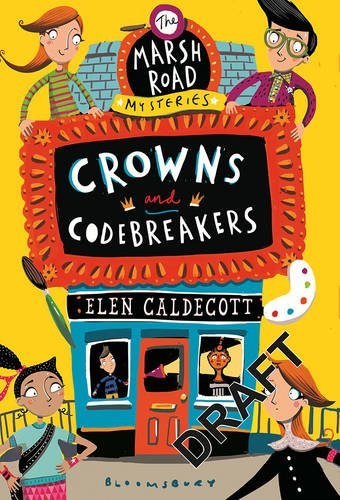 The
MARSH
ROAD
MYSTERIES
CROWNS
and
CODEBREAKERS
ELEN CALDECOTT
DRAFT
BLOOMSBURY